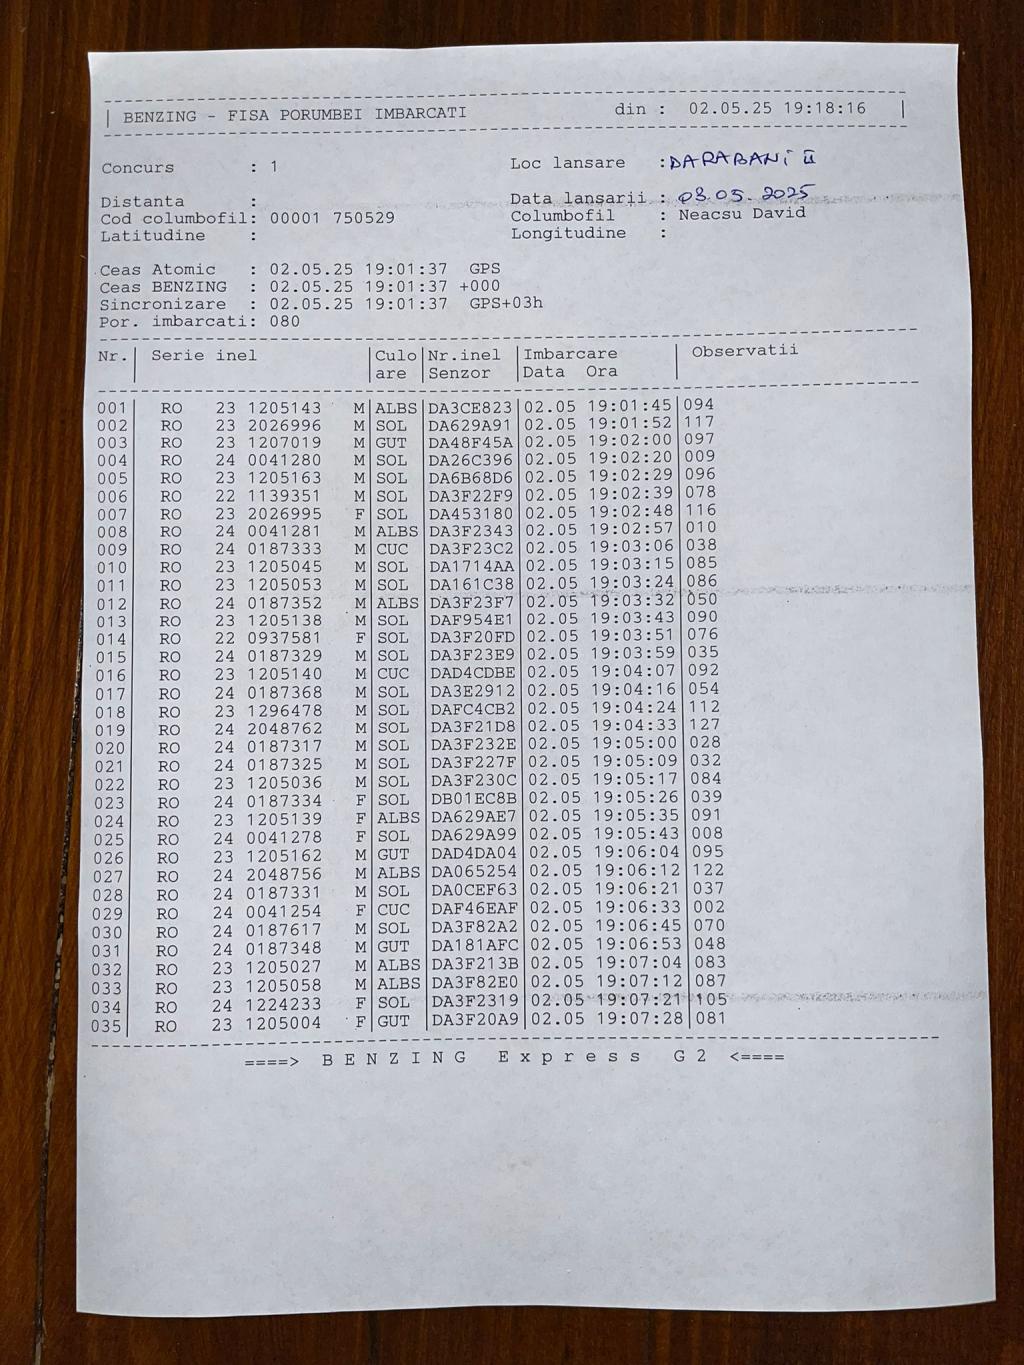 BENZING - FISA PORUMBEI IMBARCATI din : 02.05.25 19:18:16
Concurs : 1 Loc lansare : DARABANi II
Distanta : Data lansarii : 03.05.2025
Cod columbofil: 00001 750529 Columbofil : Neacsu David
Latitudine : Longitudine :
Ceas Atomic : 02.05.25 19:01:37 GPS
Ceas BENZING : 02.05.25 19:01:37 +000
Sincronizare : 02.05.25 19:01:37 GPS+03h
Por. imbarcati: 080
Nr. | Serie inel | Culo | Nr.inel | Imbarcare | Observatii
are | Senzor | Data Ora
001 RO 23 1205143 M ALBS DA3CE823 02.05 19:01:45 094
002 RO 23 2026996 M SOL DA629A91 02.05 19:01:52 117
003 RO 23 1207019 M GUT DA48F45A 02.05 19:02:00 097
004 RO 24 0041280 M SOL DA26C396 02.05 19:02:20 009
005 RO 23 1205163 M SOL DA6B68D6 02.05 19:02:29 096
006 RO 22 1139351 M SOL DA3F22F9 02.05 19:02:39 078
007 RO 23 2026995 F SOL DA453180 02.05 19:02:48 116
008 RO 24 0041281 M ALBS DA3F2343 02.05 19:02:57 010
009 RO 24 0187333 M CUC DA3F23C2 02.05 19:03:06 038
010 RO 23 1205045 M SOL DA1714AA 02.05 19:03:15 085
011 RO 23 1205053 M SOL DA161C38 02.05 19:03:24 086
012 RO 24 0187352 M ALBS DA3F23F7 02.05 19:03:32 050
013 RO 23 1205138 M SOL DAF954E1 02.05 19:03:43 090
014 RO 22 0937581 F SOL DA3F20FD 02.05 19:03:51 076
015 RO 24 0187329 M SOL DA3F23E9 02.05 19:03:59 035
016 RO 23 1205140 M CUC DAD4CDBE 02.05 19:04:07 092
017 RO 24 0187368 M SOL DA3E2912 02.05 19:04:16 054
018 RO 23 1296478 M SOL DAFC4CB2 02.05 19:04:24 112
019 RO 24 2048762 M SOL DA3F21D8 02.05 19:04:33 127
020 RO 24 0187317 M SOL DA3F232E 02.05 19:05:00 028
021 RO 24 0187325 M SOL DA3F227F 02.05 19:05:09 032
022 RO 23 1205036 M SOL DA3F230C 02.05 19:05:17 084
023 RO 24 0187334 F SOL DB01EC8B 02.05 19:05:26 039
024 RO 23 1205139 F ALBS DA629AE7 02.05 19:05:35 091
025 RO 24 0041278 F SOL DA629A99 02.05 19:05:43 008
026 RO 23 1205162 M GUT DAD4DA04 02.05 19:06:04 095
027 RO 24 2048756 M ALBS DA065254 02.05 19:06:12 122
028 RO 24 0187331 M SOL DA0CEF63 02.05 19:06:21 037
029 RO 24 0041254 F CUC DAF46EAF 02.05 19:06:33 002
030 RO 24 0187617 M SOL DA3F82A2 02.05 19:06:45 070
031 RO 24 0187348 M GUT DA181AFC 02.05 19:06:53 048
032 RO 23 1205027 M ALBS DA3F213B 02.05 19:07:04 083
033 RO 23 1205058 M ALBS DA3F82E0 02.05 19:07:12 087
034 RO 24 1224233 F SOL DA3F2319 02.05 19:07:21 105
035 RO 23 1205004 F GUT DA3F20A9 02.05 19:07:28 081
====> B E N Z I N G E x p r e s s G 2 <====